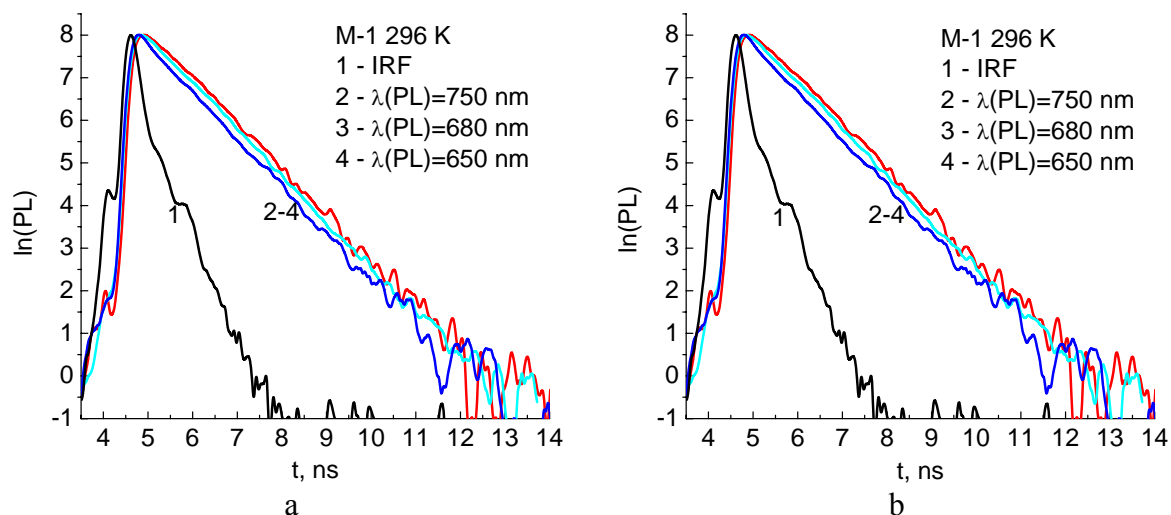 M-1 296 K
1 - IRF
2 - λ(PL)=750 nm
3 - λ(PL)=680 nm
4 - λ(PL)=650 nm
ln(PL)
8
7
6
5
4
3
2
1
0
-1
1
2-4
4 5 6 7 8 9 10 11 12 13 14
t, ns
a
M-1 296 K
1 - IRF
2 - λ(PL)=750 nm
3 - λ(PL)=680 nm
4 - λ(PL)=650 nm
ln(PL)
8
7
6
5
4
3
2
1
0
-1
1
2-4
4 5 6 7 8 9 10 11 12 13 14
t, ns
b